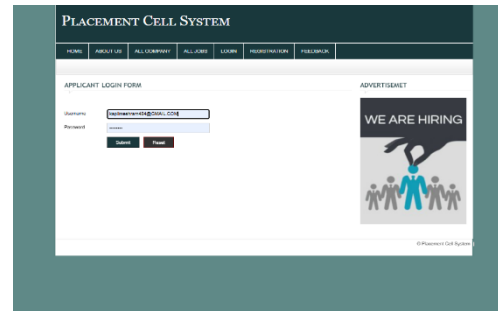 PLACEMENT CELL SYSTEM
HOME ABOUT US ALL COMPANY ALL JOBS LOGIN REGISTRATION FEEDBACK
APPLICANT LOGIN FORM
ADVERTISEMET
Username
Password
Submit Reset
WE ARE HIRING
© Placement Cell System